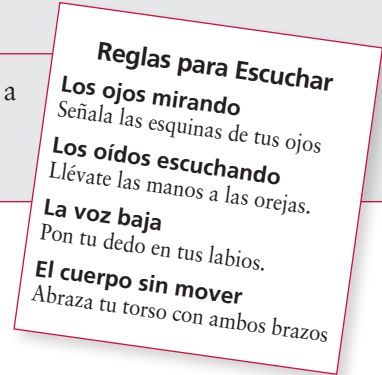 a
Reglas para Escuchar
Los ojos mirando
Señala las esquinas de tus ojos
Los oídos escuchando
Llévate las manos a las orejas.
La voz baja
Pon tu dedo en tus labios.
El cuerpo sin mover
Abraza tu torso con ambos brazos